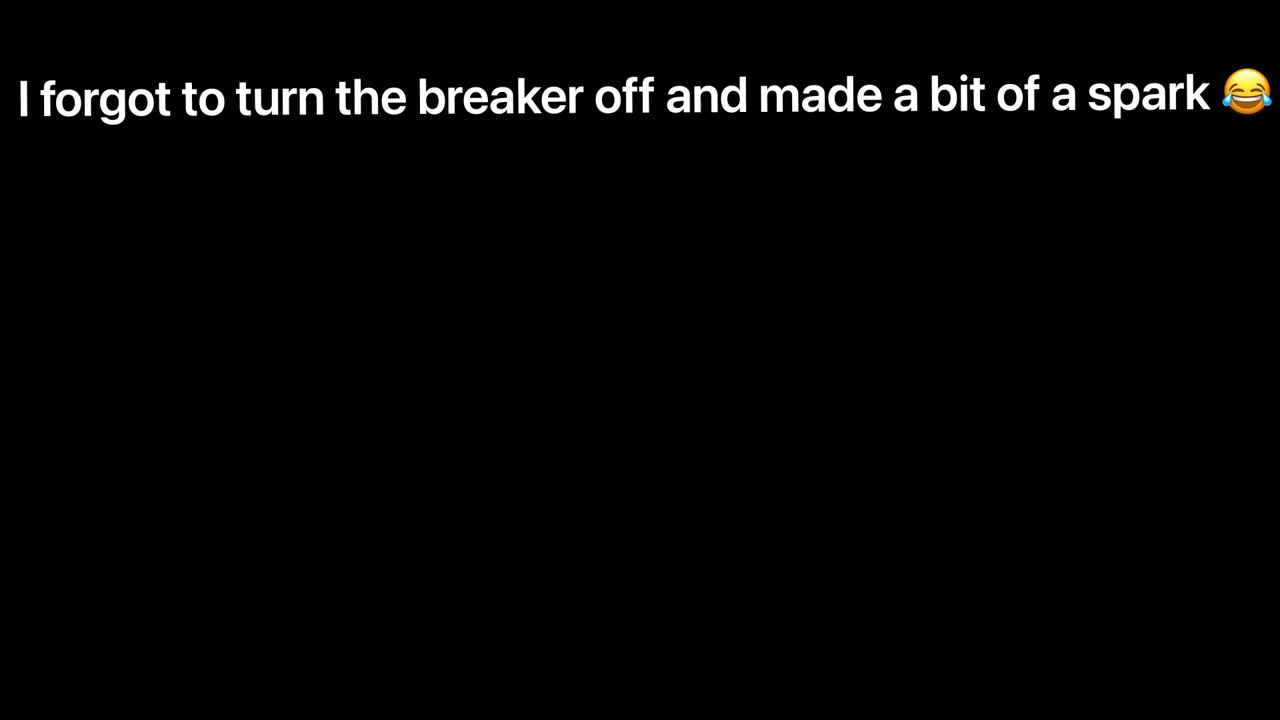 I forgot to turn the breaker off and made a bit of a spark 😂